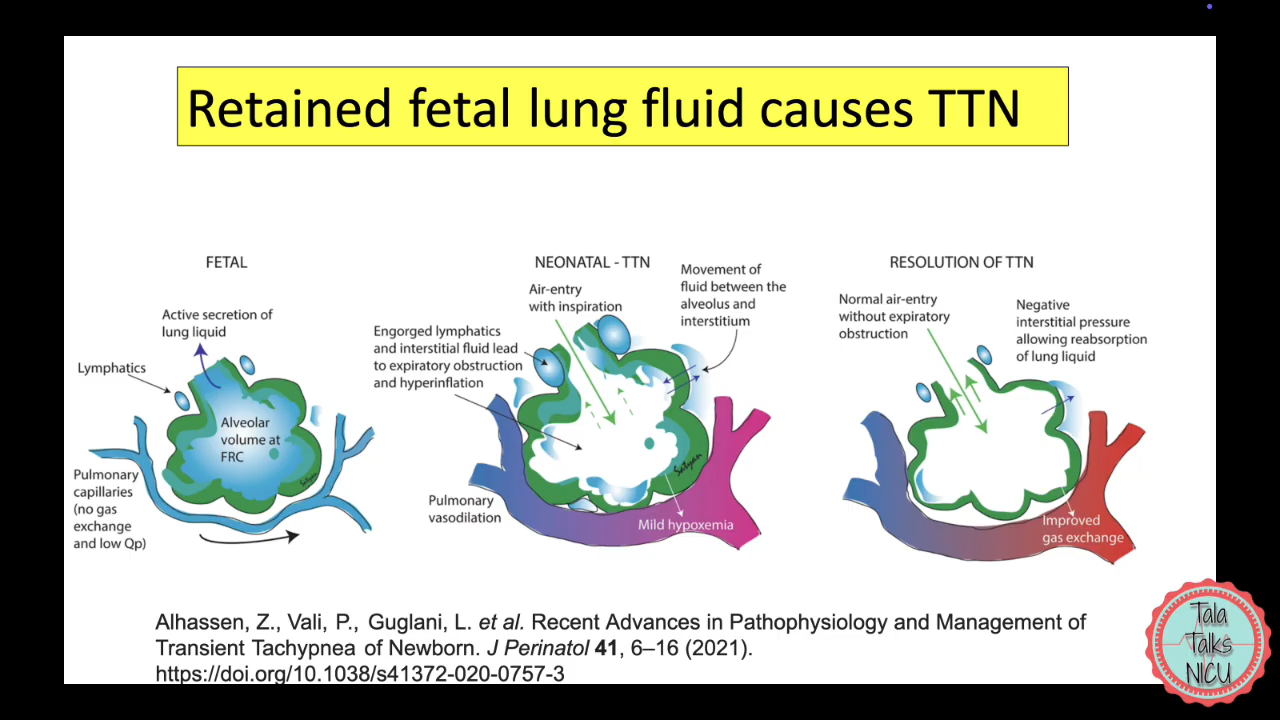 Retained fetal lung fluid causes TTN
FETAL
Active secretion of
lung liquid
Lymphatics
Alveolar
volume at
FRC
Pulmonary
capillaries
(no gas
exchange
and low Qp)
Satyan
NEONATAL - TTN
Air-entry
with inspiration
Movement of
fluid between the
alveolus and
interstitium
Engorged lymphatics
and interstitial fluid lead
to expiratory obstruction
and hyperinflation
Satyan
Pulmonary
vasodilation
Mild hypoxemia
RESOLUTION OF TTN
Normal air-entry
without expiratory
obstruction
Negative
interstitial pressure
allowing reabsorption
of lung liquid
Improved
gas exchange
Alhassen, Z., Vali, P., Guglani, L. et al. Recent Advances in Pathophysiology and Management of
Transient Tachypnea of Newborn. J Perinatol 41, 6–16 (2021).
https://doi.org/10.1038/s41372-020-0757-3
Tala
Talks
NICU